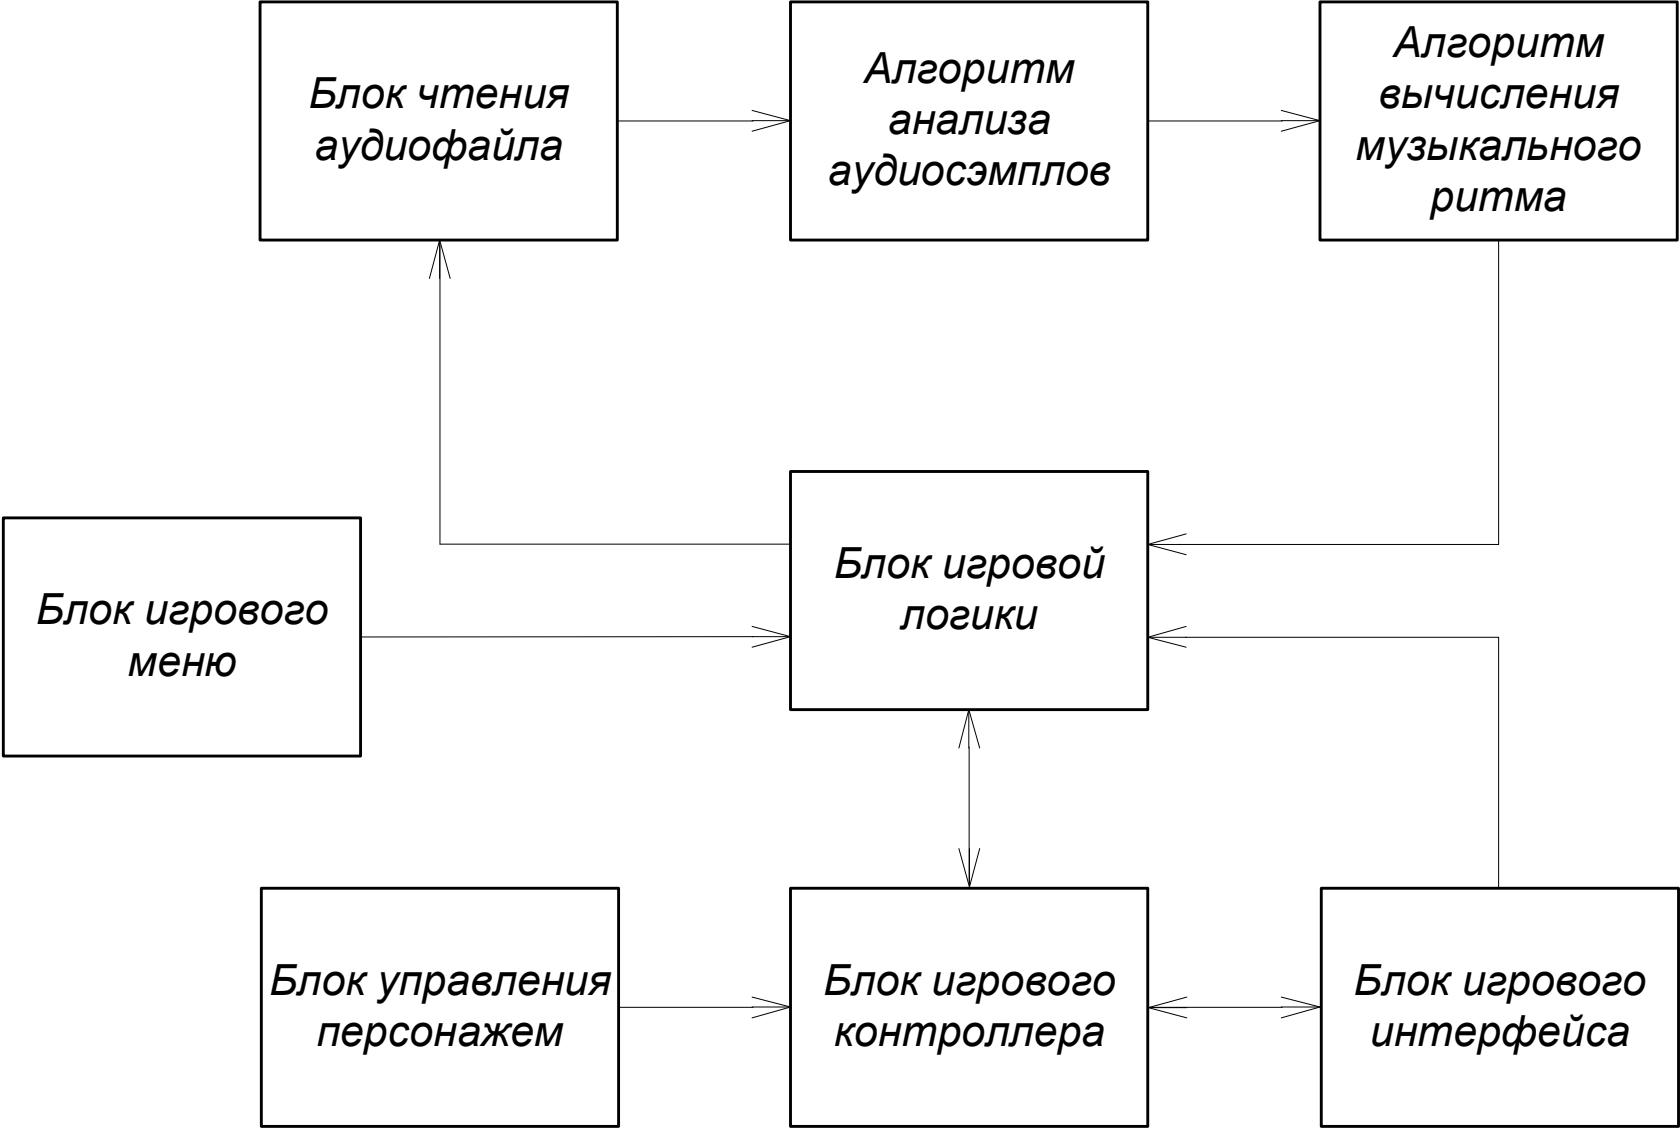 Блок чтения
аудиофайла
Алгоритм
анализа
аудиосэмплов
Алгоритм
вычисления
музыкального
ритма
Блок игрового
меню
Блок игровой
логики
Блок управления
персонажем
Блок игрового
контроллера
Блок игрового
интерфейса